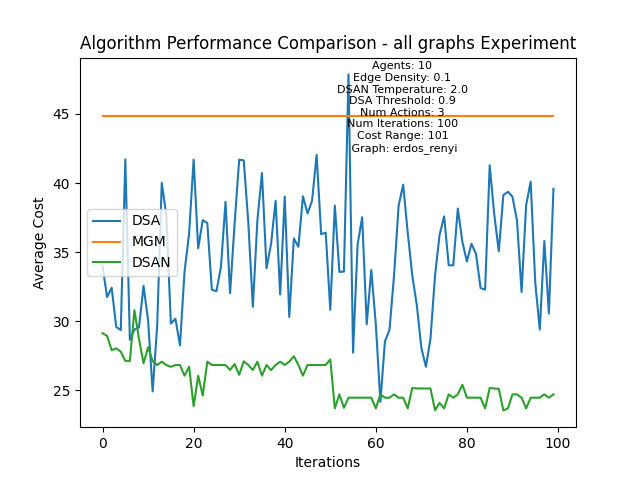 Algorithm Performance Comparison - all graphs Experiment
Agents: 10
Edge Density: 0.1
DSAN Temperature: 2.0
DSA Threshold: 0.9
Num Actions: 3
Num Iterations: 100
Cost Range: 101
Graph: erdos_renyi
DSA
MGM
DSAN
Average Cost
45
40
35
30
25
0
20
40
60
80
100
Iterations